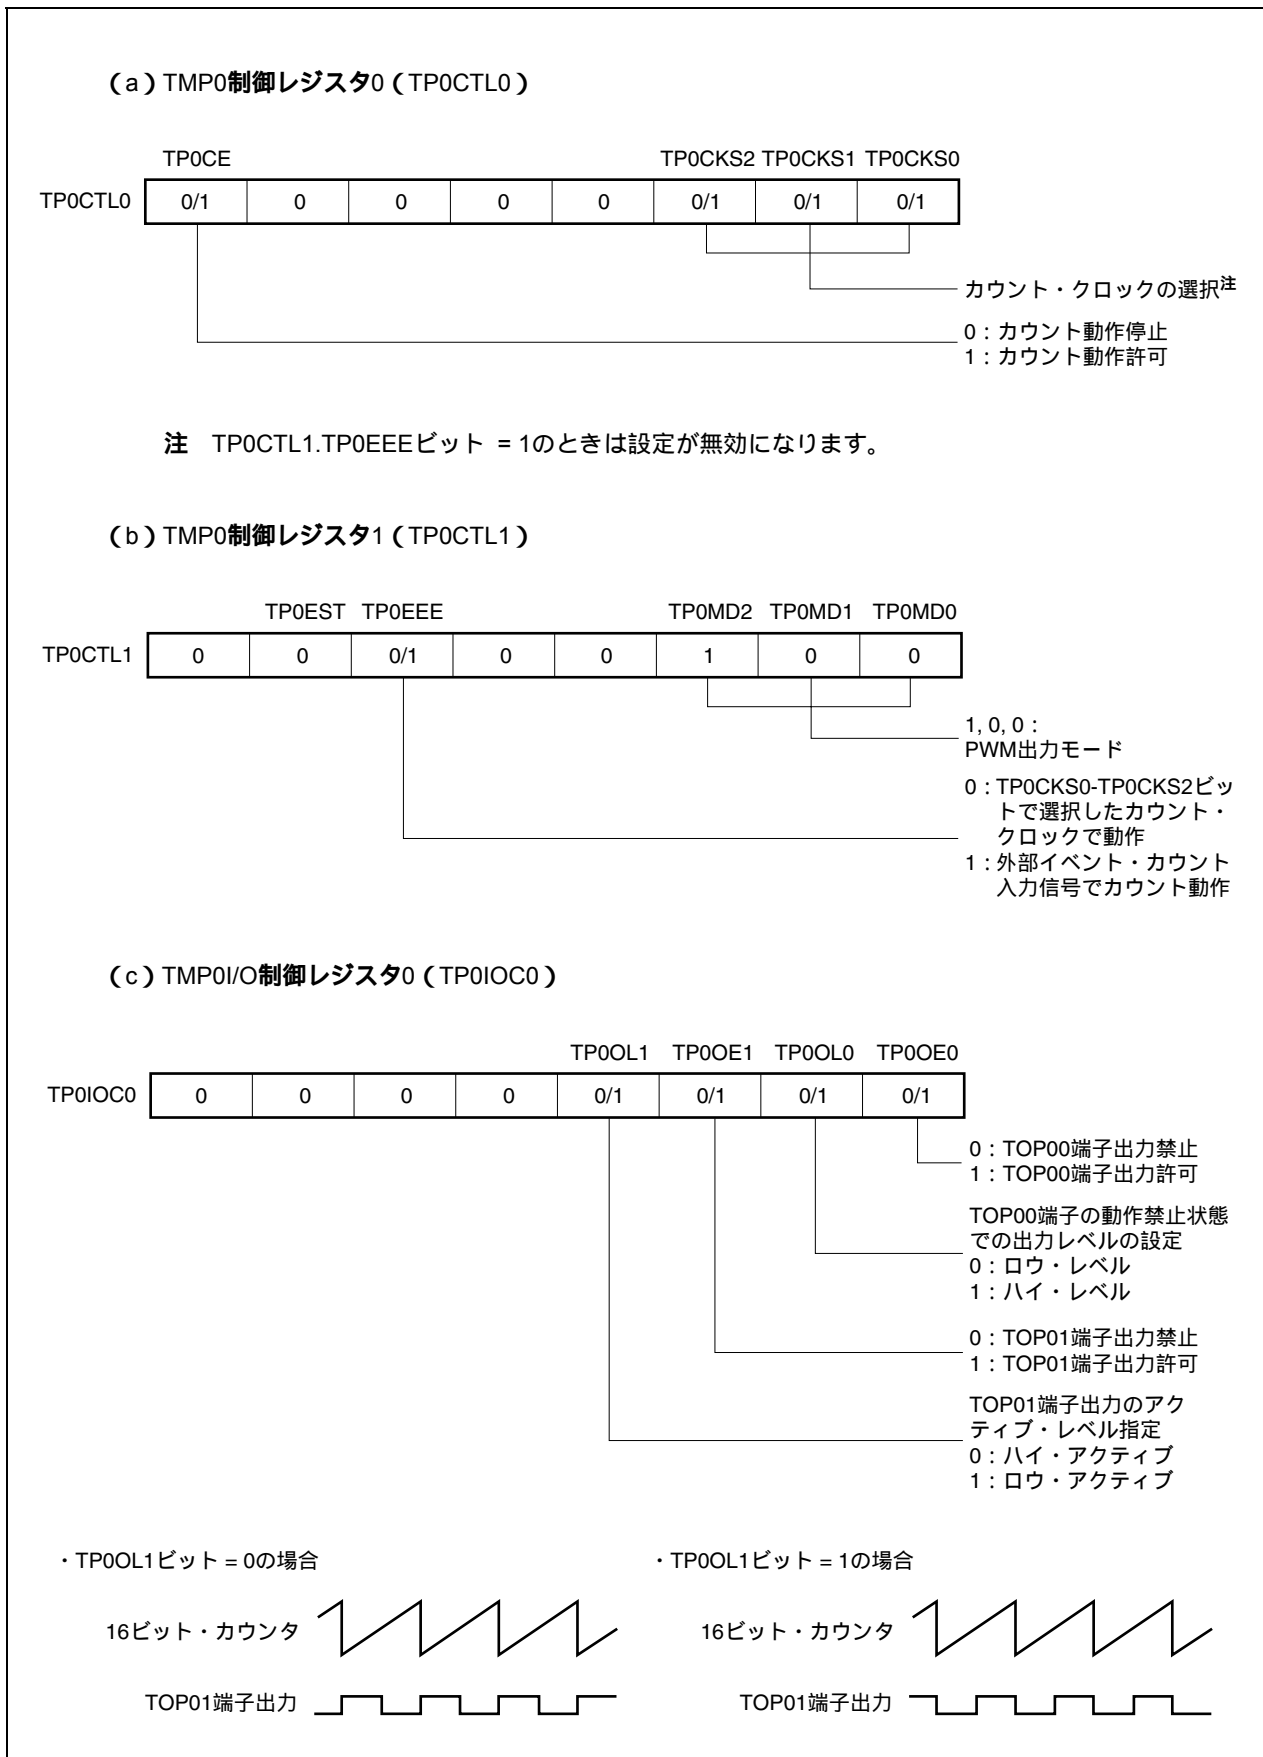 （a）TMP0制御レジスタ0（TP0CTL0）
TP0CE TP0CKS2 TP0CKS1 TP0CKS0
TP0CTL0 0/1 0 0 0 0 0/1 0/1 0/1
カウント・クロックの選択注
0：カウント動作停止
1：カウント動作許可
注 TP0CTL1.TP0EEEビット = 1のときは設定が無効になります。
（b）TMP0制御レジスタ1（TP0CTL1）
TP0EST TP0EEE TP0MD2 TP0MD1 TP0MD0
TP0CTL1 0 0 0/1 0 0 1 0 0
1, 0, 0：
PWM出力モード
0：TP0CKS0-TP0CKS2ビッ
トで選択したカウント・
クロックで動作
1：外部イベント・カウント
入力信号でカウント動作
（c）TMP0I/O制御レジスタ0（TP0IOC0）
TP0OL1 TP0OE1 TP0OL0 TP0OE0
TP0IOC0 0 0 0 0 0/1 0/1 0/1 0/1
0：TOP00端子出力禁止
1：TOP00端子出力許可
TOP00端子の動作禁止状態
での出力レベルの設定
0：ロウ・レベル
1：ハイ・レベル
0：TOP01端子出力禁止
1：TOP01端子出力許可
TOP01端子出力のアク
ティブ・レベル指定
0：ハイ・アクティブ
1：ロウ・アクティブ
・TP0OL1ビット = 0の場合
16ビット・カウンタ
TOP01端子出力
・TP0OL1ビット = 1の場合
16ビット・カウンタ
TOP01端子出力